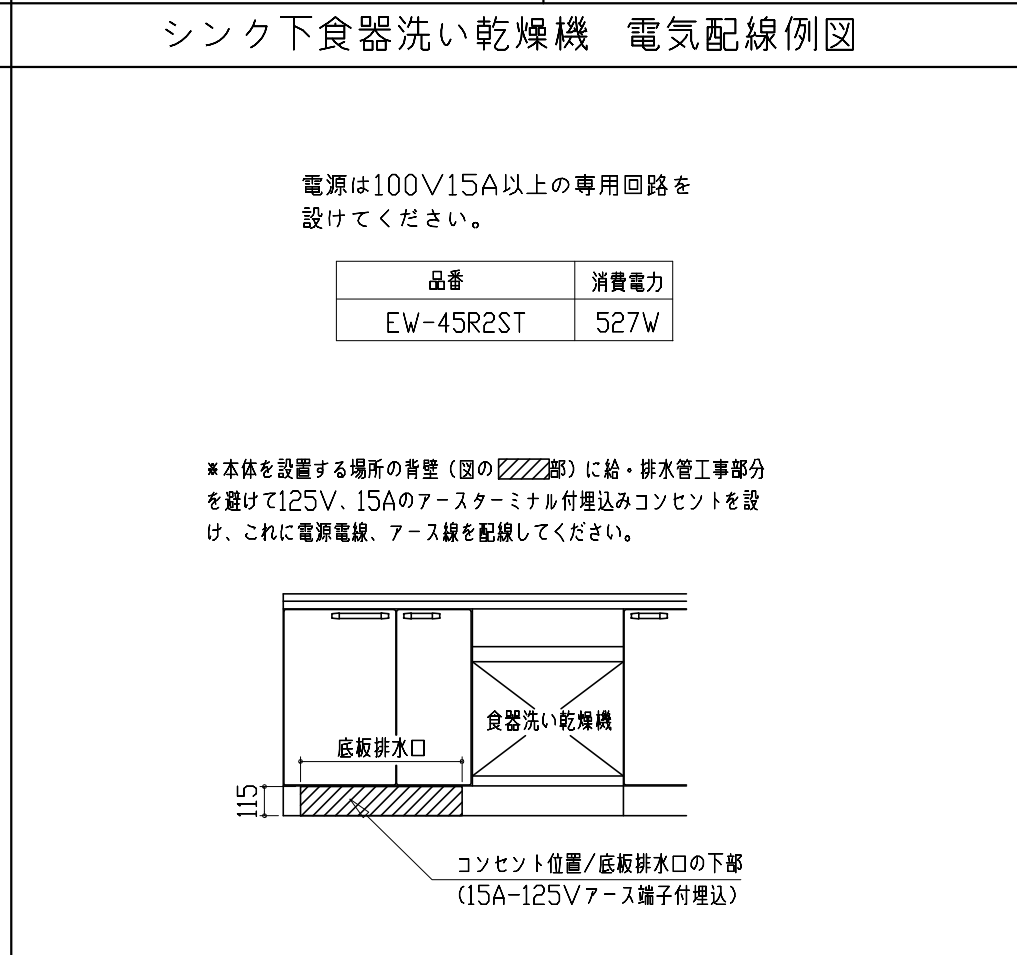 シンク下食器洗い乾燥機 電気配線例図
電源は100V15A以上の専用回路を
設けてください。
品番 消費電力
EW-45R2ST 527W
※本体を設置する場所の背壁(図の 部)に給・排水管工事部分
を避けて125V、15Aのアースターミナル付埋込みコンセントを設
け、これに電源電線、アース線を配線してください。
食器洗い乾燥機
底板排水口
115
コンセント位置/底板排水口の下部
(15A-125Vアース端子付埋込)